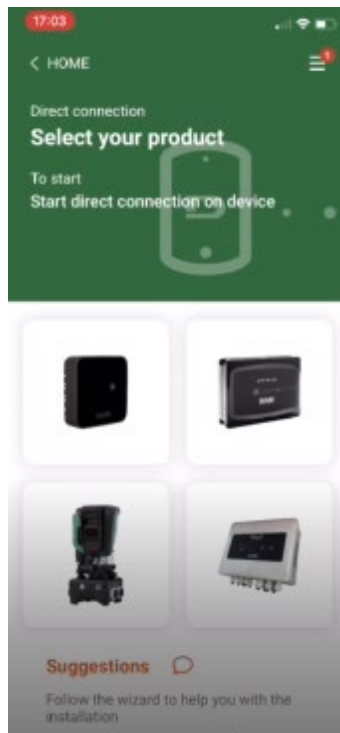 17:03
< HOME
1
Direct connection
Select your product
To start
Start direct connection on device
Suggestions
Follow the wizard to help you with the
installation